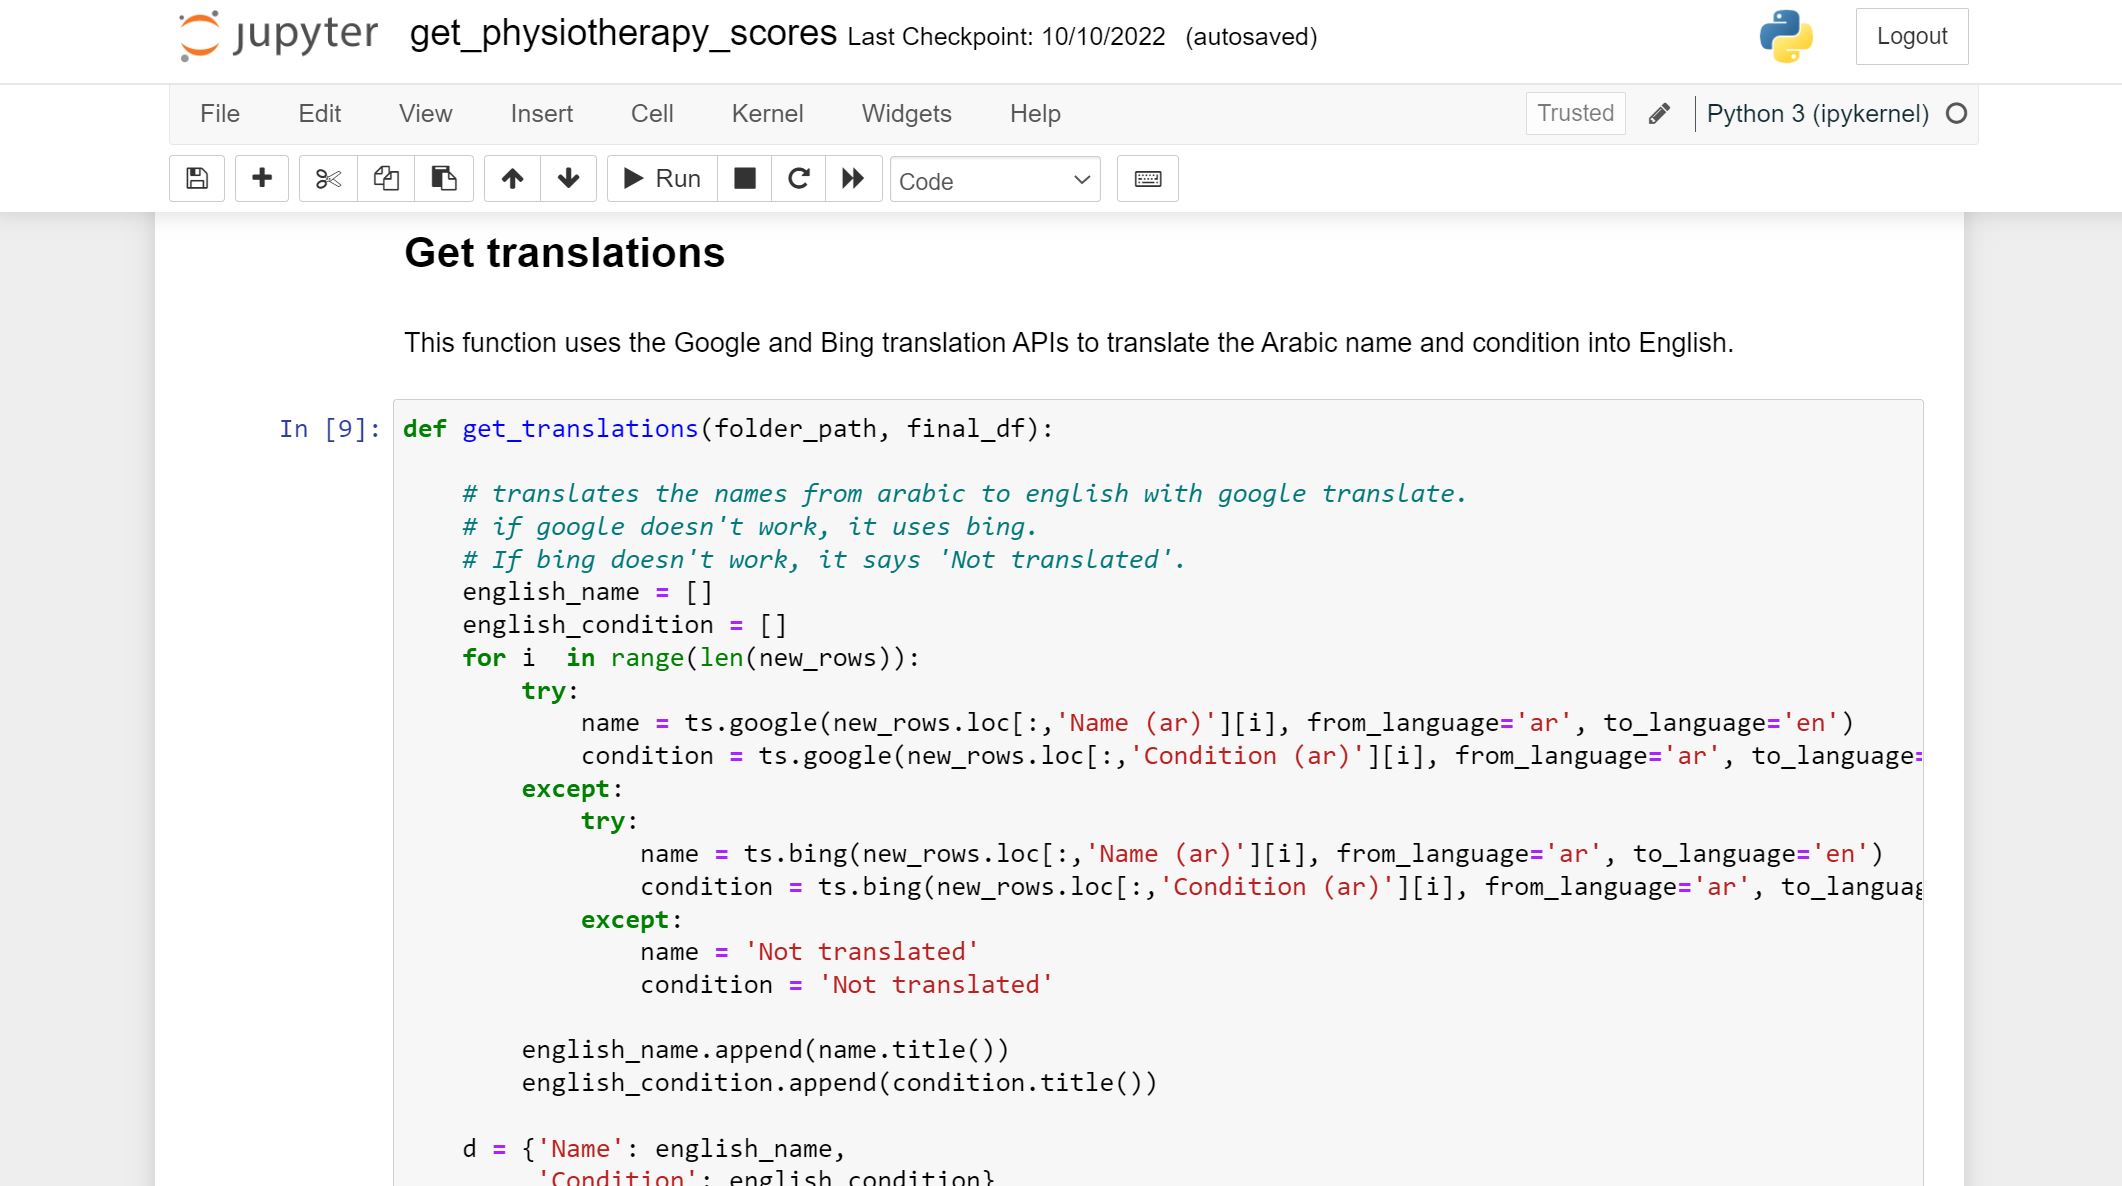 jupyter get_physiotherapy_scores Last Checkpoint: 10/10/2022 (autosaved) Logout
File Edit View Insert Cell Kernel Widgets Help Trusted Python 3 (ipykernel)
Run Code
Get translations
This function uses the Google and Bing translation APIs to translate the Arabic name and condition into English.
In [9]: def get_translations(folder_path, final_df):
# translates the names from arabic to english with google translate.
# if google doesn't work, it uses bing.
# If bing doesn't work, it says 'Not translated'.
english_name = []
english_condition = []
for i  in range(len(new_rows)):
try:
name = ts.google(new_rows.loc[:,'Name (ar)'][i], from_language='ar', to_language='en')
condition = ts.google(new_rows.loc[:,'Condition (ar)'][i], from_language='ar', to_language=
except:
try:
name = ts.bing(new_rows.loc[:,'Name (ar)'][i], from_language='ar', to_language='en')
condition = ts.bing(new_rows.loc[:,'Condition (ar)'][i], from_language='ar', to_languag
except:
name = 'Not translated'
condition = 'Not translated'
english_name.append(name.title())
english_condition.append(condition.title())
d = {'Name': english_name,
'Condition': english_condition}